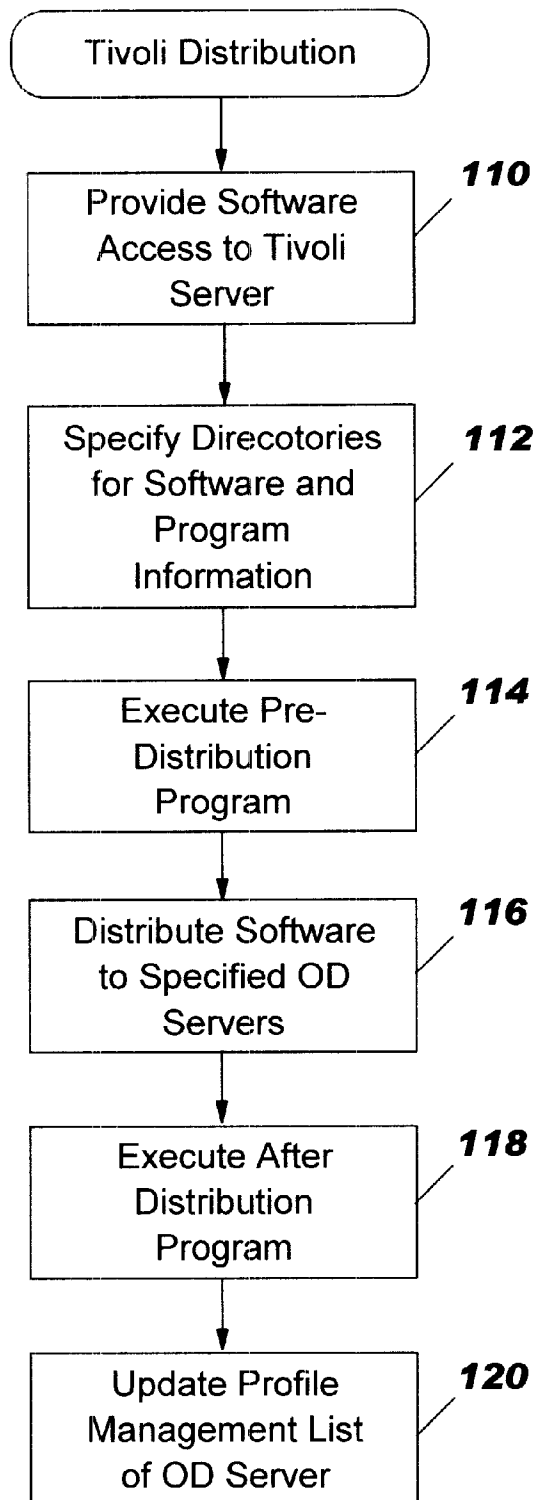 Tivoli Distribution
110
Provide Software
Access to Tivoli
Server
112
Specify Direcotories
for Software and
Program
Information
114
Execute Pre-
Distribution
Program
116
Distribute Software
to Specified OD
Servers
118
Execute After
Distribution
Program
120
Update Profile
Management List
of OD Server